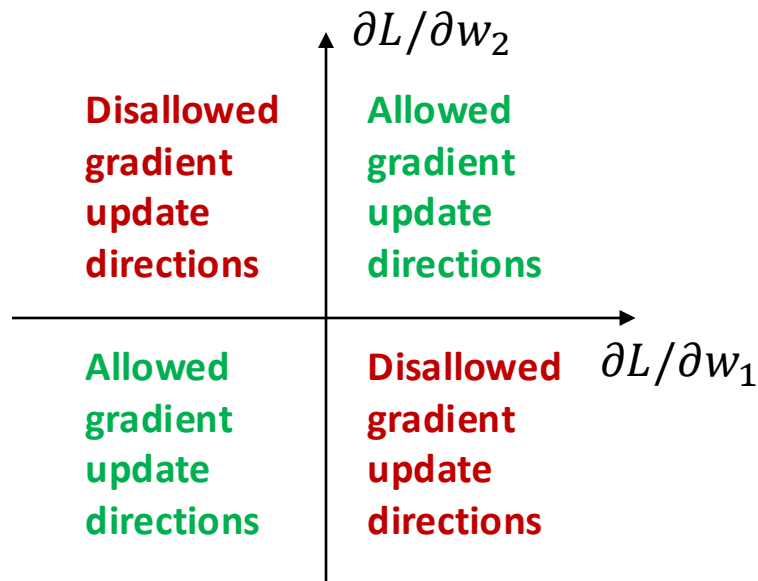 ∂L/∂w₂
Disallowed
gradient
update
directions
Allowed
gradient
update
directions
∂L/∂w₁
Allowed
gradient
update
directions
Disallowed
gradient
update
directions